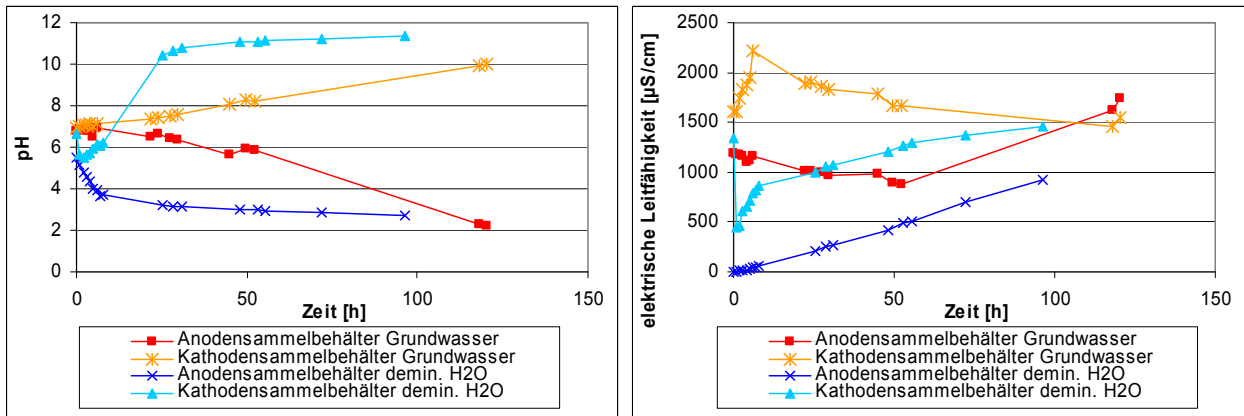 12
10
8
6
4
2
0
pH
0
50
100
150
Zeit [h]
Anodensammelbehälter Grundwasser
Kathodensammelbehälter Grundwasser
Anodensammelbehälter demin. H2O
Kathodensammelbehälter demin. H2O
2500
2000
1500
1000
500
0
elektrische Leitfähigkeit [µS/cm]
0
50
100
150
Zeit [h]
Anodensammelbehälter Grundwasser
Kathodensammelbehälter Grundwasser
Anodensammelbehälter demin. H2O
Kathodensammelbehälter demin. H2O